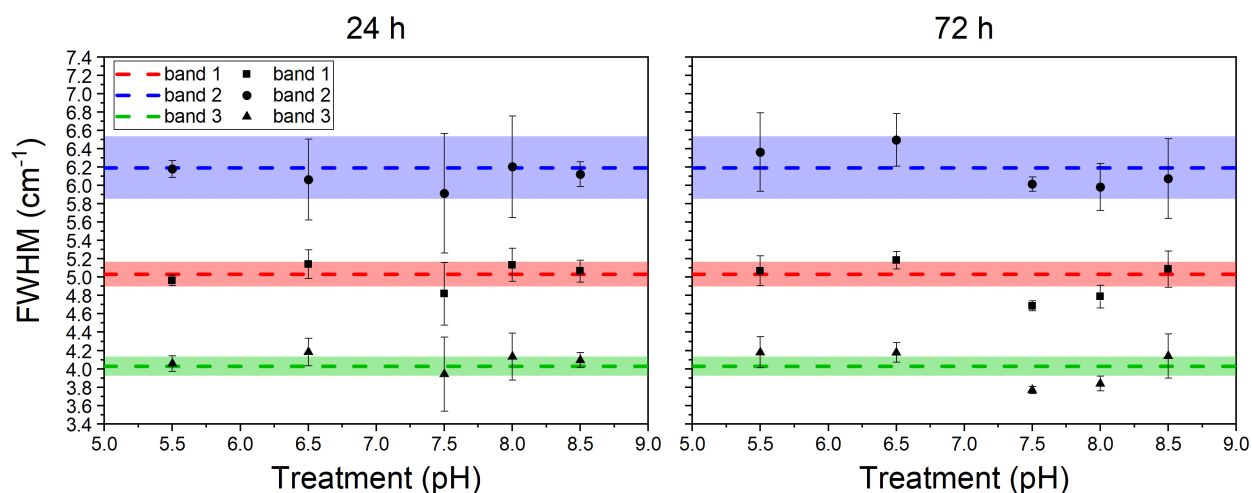 24 h
72 h
FWHM (cm⁻¹)
7.4
7.2
7.0
6.8
6.6
6.4
6.2
6.0
5.8
5.6
5.4
5.2
5.0
4.8
4.6
4.4
4.2
4.0
3.8
3.6
3.4
band 1 band 1
band 2 band 2
band 3 band 3
5.0 5.5 6.0 6.5 7.0 7.5 8.0 8.5 9.0
5.0 5.5 6.0 6.5 7.0 7.5 8.0 8.5 9.0
Treatment (pH)
Treatment (pH)